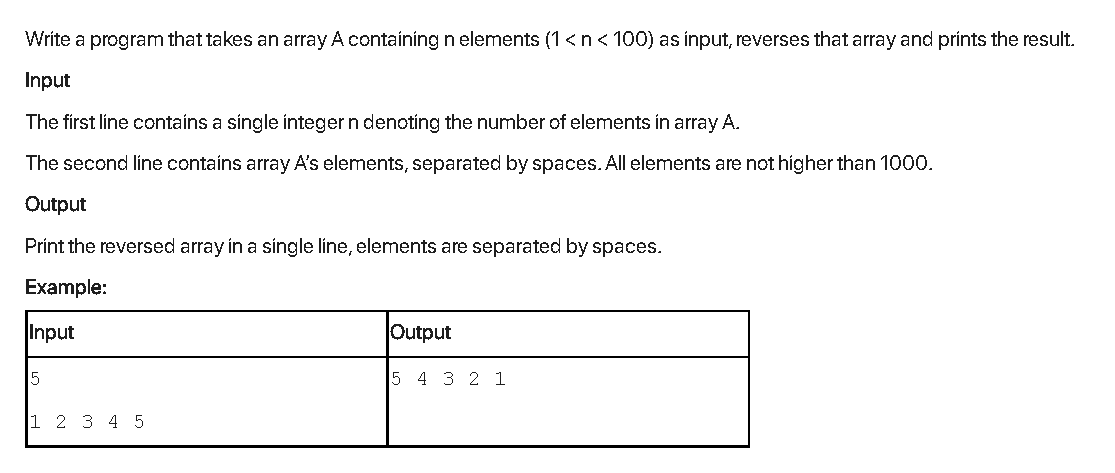 Write a program that takes an array A containing n elements (1 < n < 100) as input, reverses that array and prints the result.
Input
The first line contains a single integer n denoting the number of elements in array A.
The second line contains array A's elements, separated by spaces. All elements are not higher than 1000.
Output
Print the reversed array in a single line, elements are separated by spaces.
Example:
Input Output
5 5 4 3 2 1
1 2 3 4 5